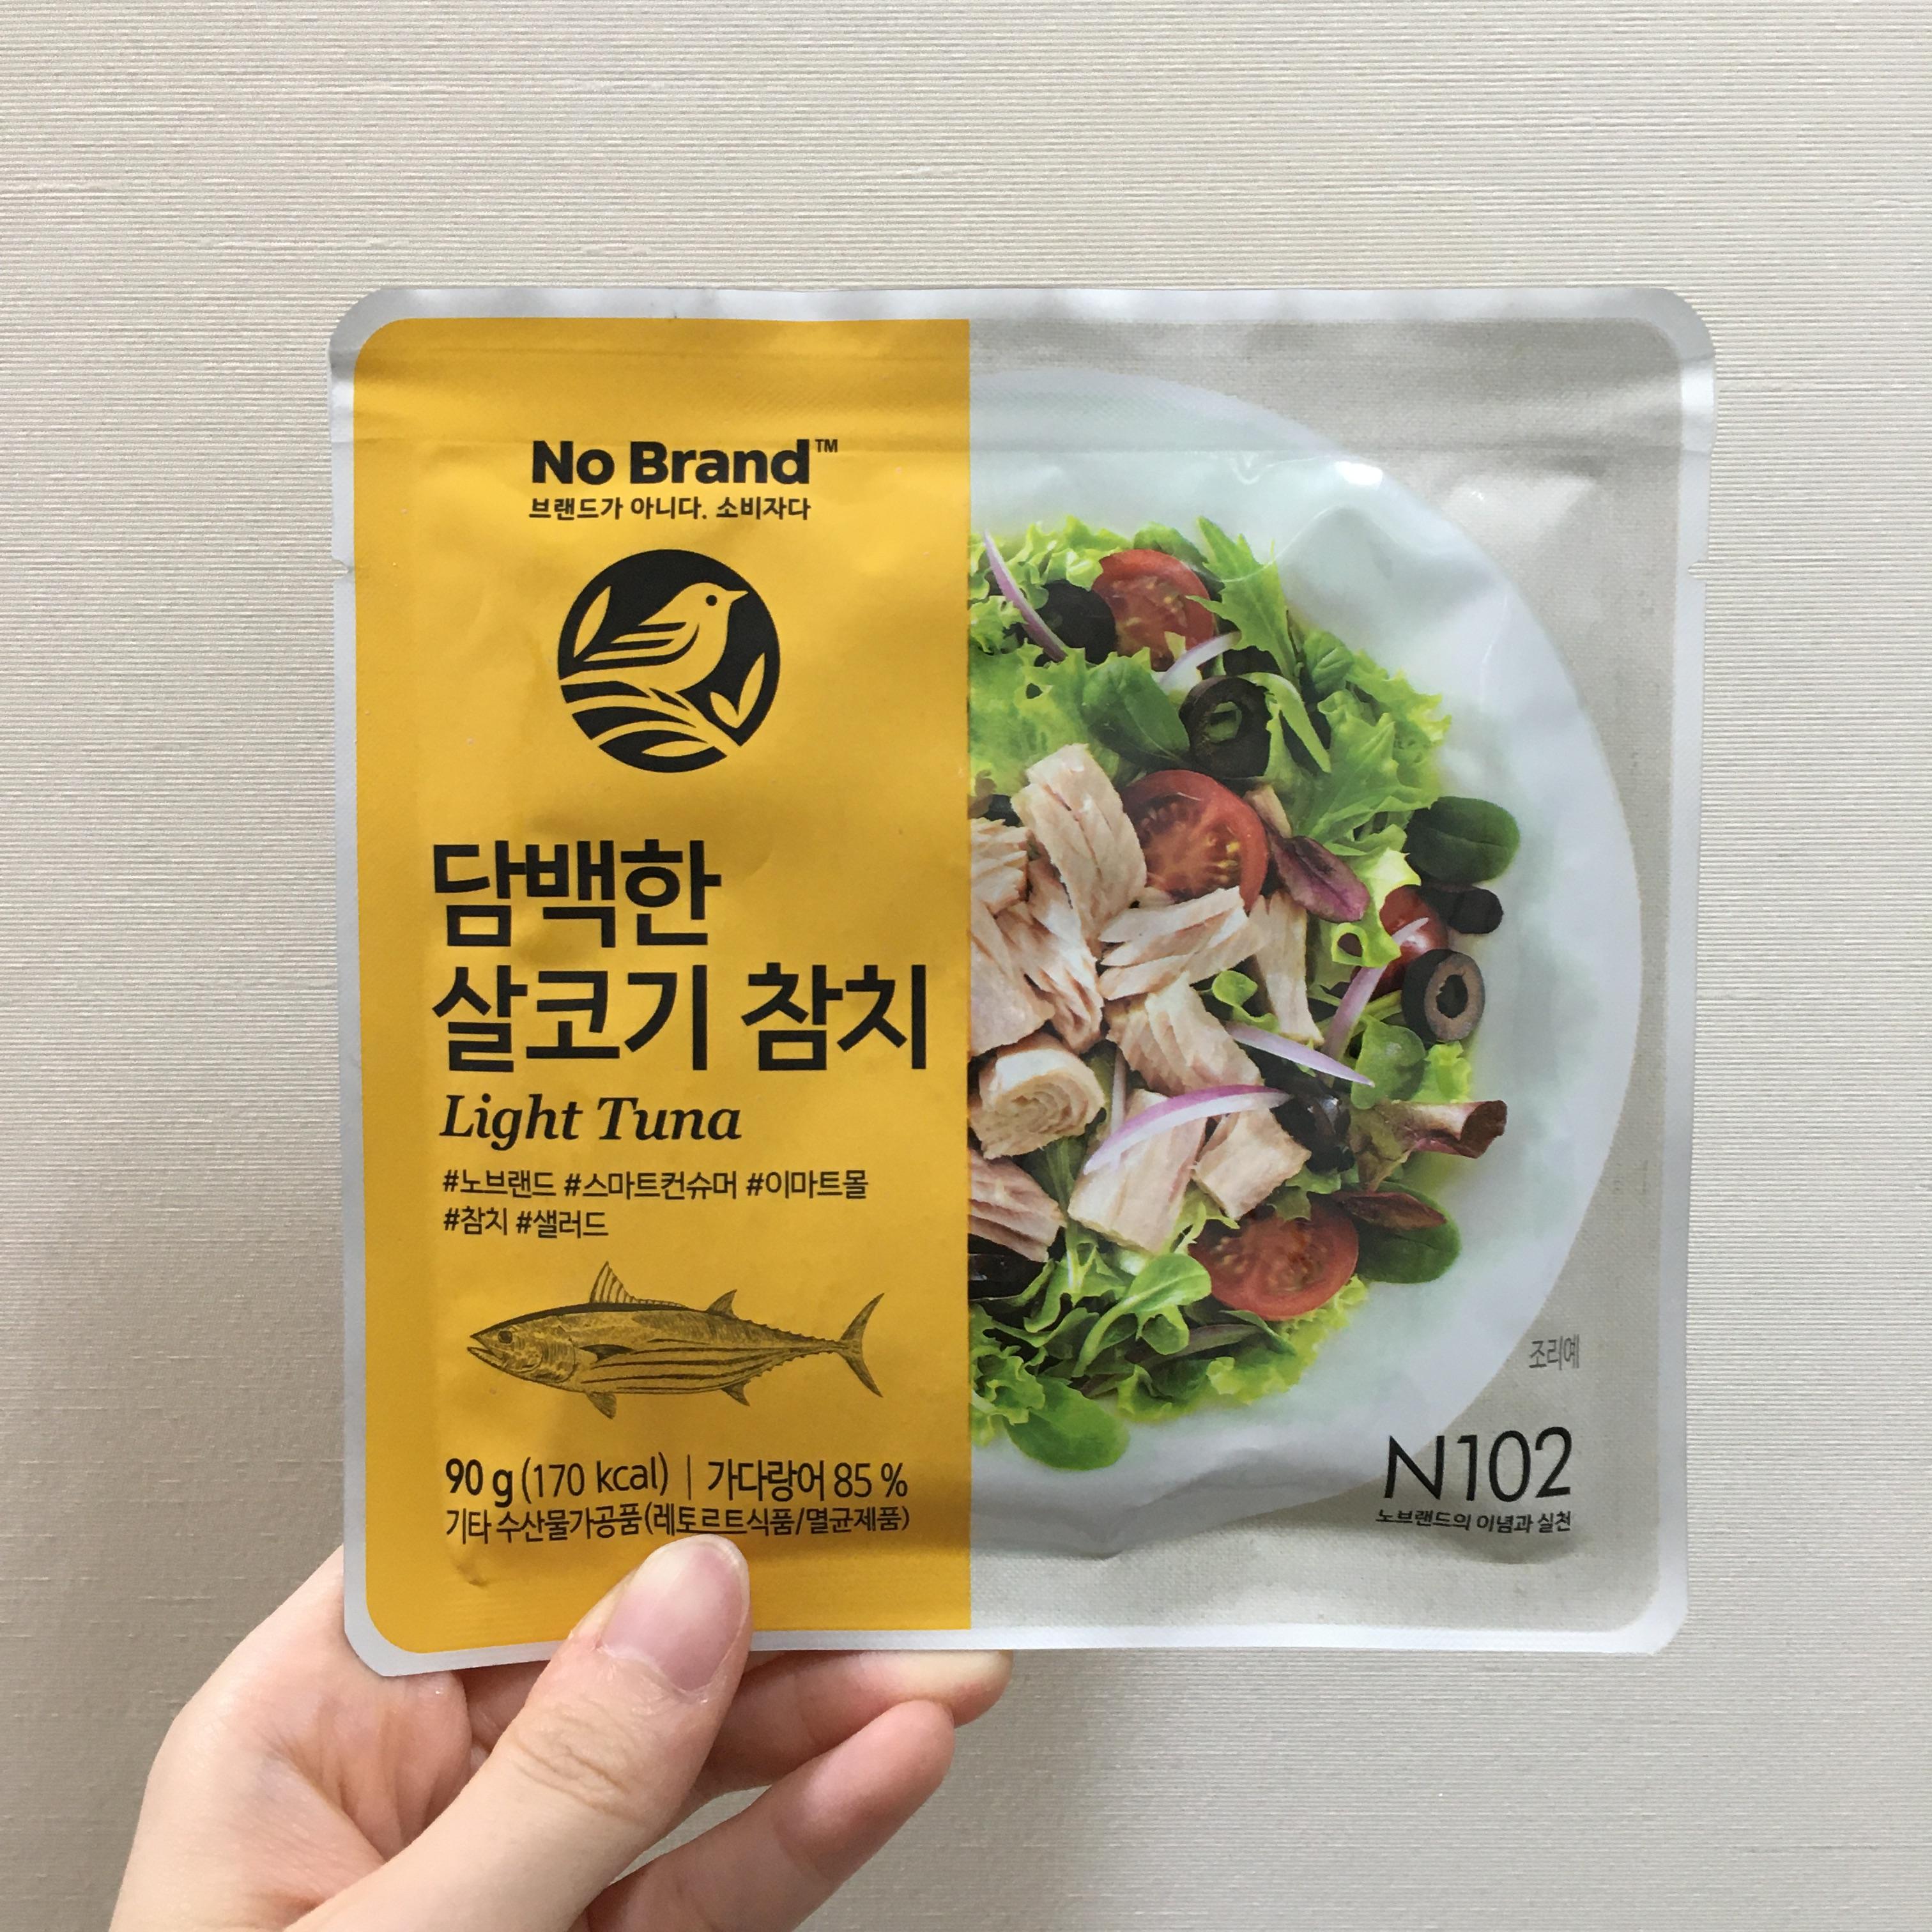 No Brand™
브랜드가 아니다. 소비자다
담백한
살코기 참치
Light Tuna
#노브랜드 #스마트컨슈머 #이마트몰
#참치 #샐러드
90 g (170 kcal) | 가다랑어 85 %
기타 수산물가공품(레토르트식품/멸균제품)
조리예
N102
노브랜드의 이념과 실천